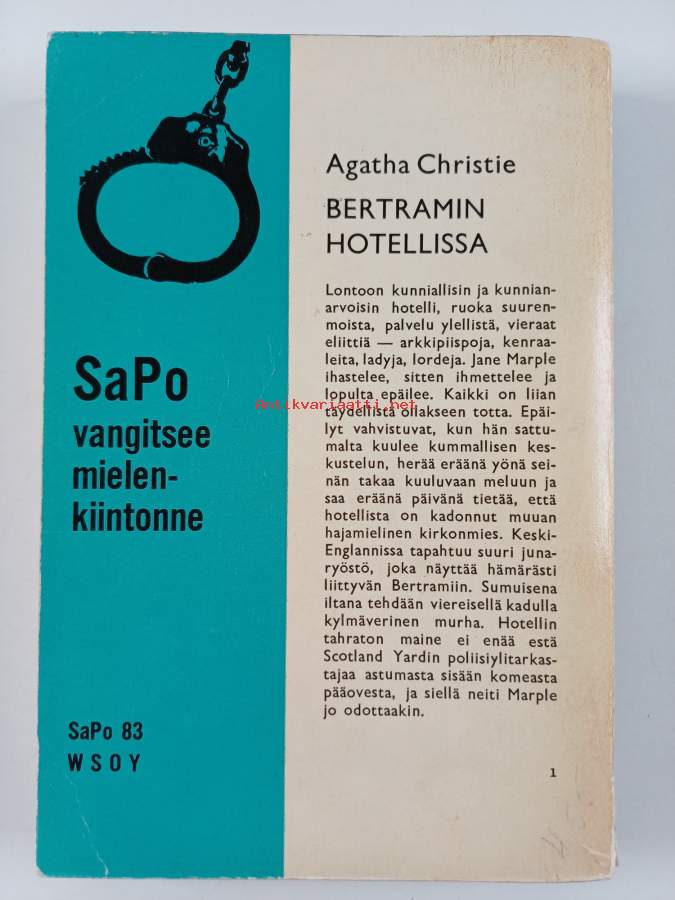 Agatha Christie
BERTRAMIN
HOTELLISSA
Lontoon kunniallisin ja kunnian-
arvoisin hotelli, ruoka suuren-
moista, palvelu ylellistä, vieraat
eliittiä — arkkipiispoja, kenraa-
leita, ladyja, lordeja. Jane Marple
ihastelee, sitten ihmettelee ja
lopulta epäilee. Kaikki on liian
täydellistä ollakseen totta. Epäi-
lyt vahvistuvat, kun hän sattu-
malta kuulee kummallisen kes-
kustelun, herää eräänä yönä sei-
nän takaa kuuluvaan meluun ja
saa eräänä päivänä tietää, että
hotellista on kadonnut muuan
hajamielinen kirkonmies. Keski-
Englannissa tapahtuu suuri juna-
ryöstö, joka näyttää hämärästi
liittyvän Bertramiin. Sumuisena
iltana tehdään viereisellä kadulla
kylmäverinen murha. Hotellin
tahraton maine ei enää estä
Scotland Yardin poliisiylitarkas-
tajaa astumasta sisään komeasta
pääovesta, ja siellä neiti Marple
jo odottaakin.
1
SaPo
vangitsee
mielen-
kiintonne
SaPo 83
WSOY
Antikvariaatti.net